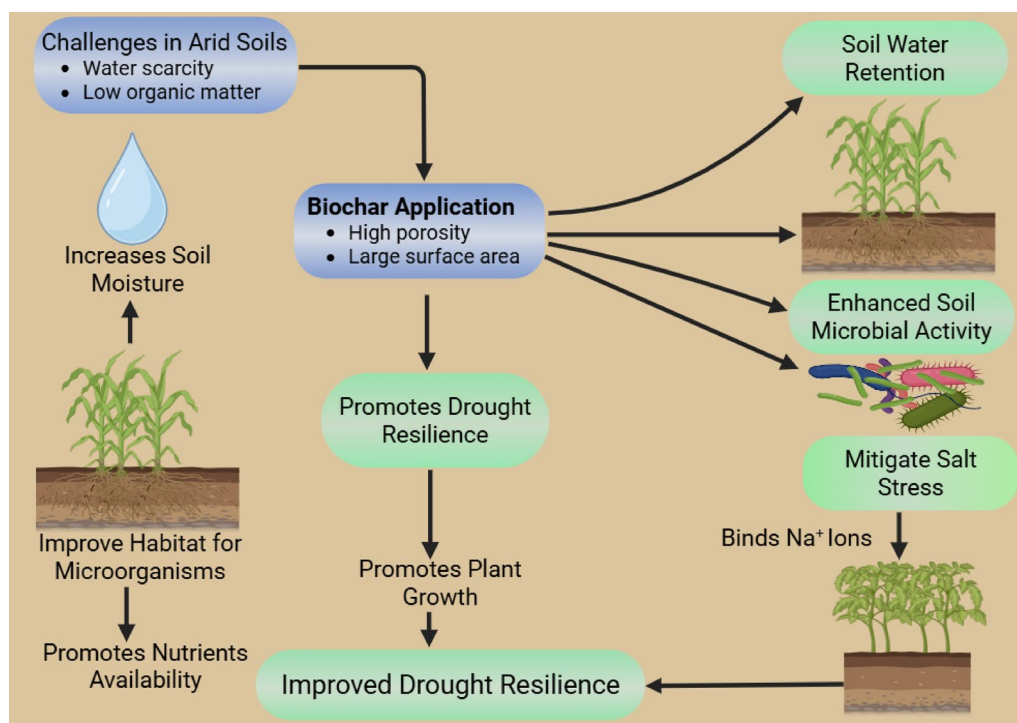 Challenges in Arid Soils
• Water scarcity
• Low organic matter
Increases Soil
Moisture
Improve Habitat for
Microorganisms
Promotes Nutrients
Availability
Biochar Application
• High porosity
• Large surface area
Promotes Drought
Resilience
Promotes Plant
Growth
Improved Drought Resilience
Soil Water
Retention
Enhanced Soil
Microbial Activity
Mitigate Salt
Stress
Binds Na⁺ Ions